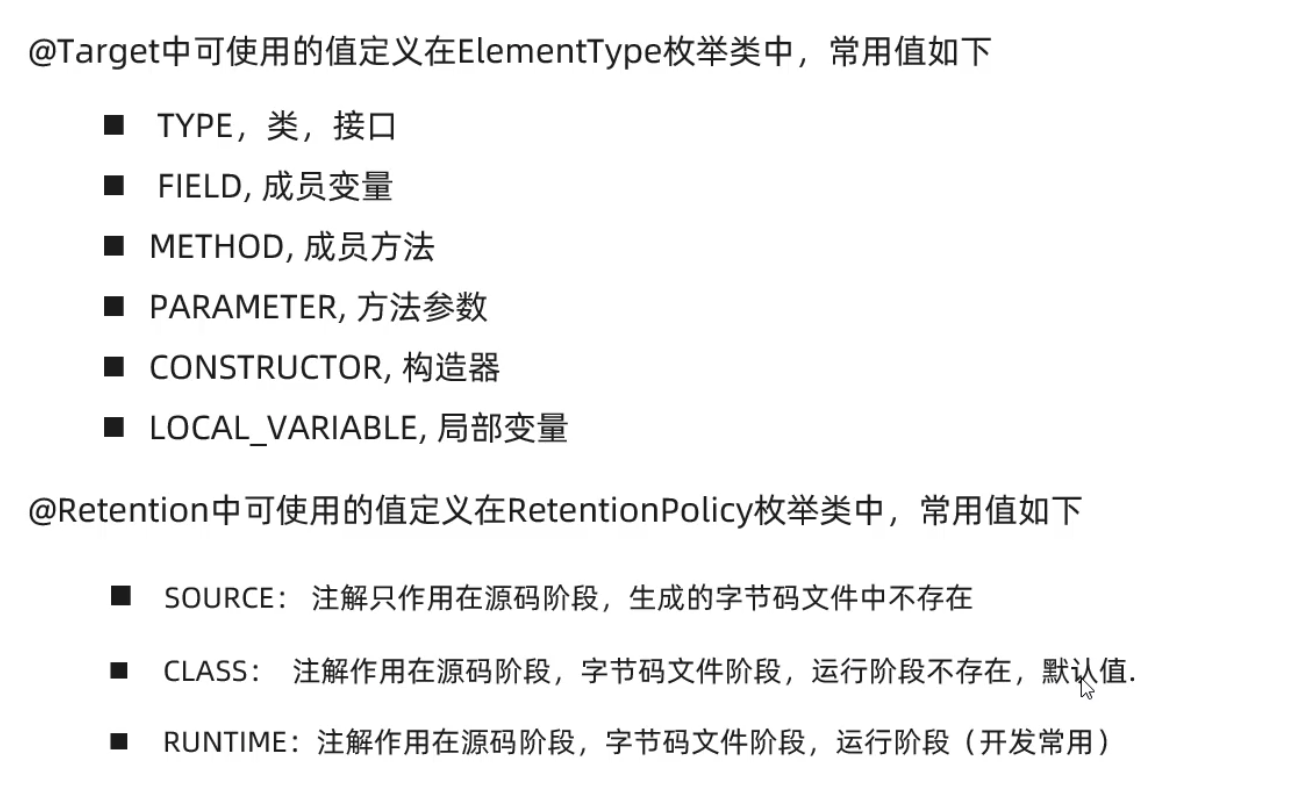 @Target中可使用的值定义在ElementType枚举类中，常用值如下
■ TYPE，类，接口
■ FIELD, 成员变量
■ METHOD, 成员方法
■ PARAMETER, 方法参数
■ CONSTRUCTOR, 构造器
■ LOCAL_VARIABLE, 局部变量
@Retention中可使用的值定义在RetentionPolicy枚举类中，常用值如下
■ SOURCE： 注解只作用在源码阶段，生成的字节码文件中不存在
■ CLASS： 注解作用在源码阶段，字节码文件阶段，运行阶段不存在，默认值.
■ RUNTIME：注解作用在源码阶段，字节码文件阶段，运行阶段（开发常用）